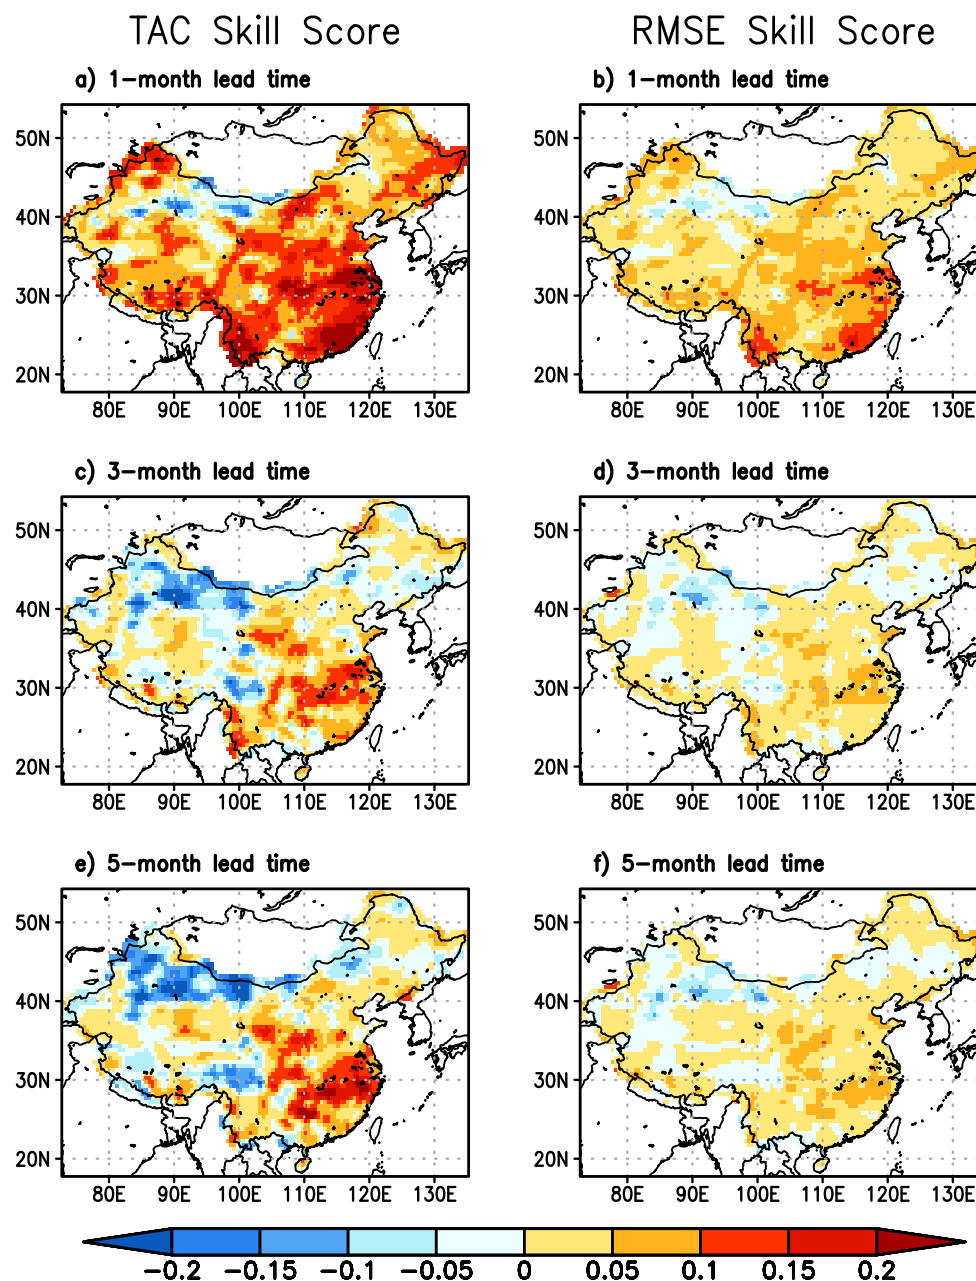 TAC Skill Score RMSE Skill Score
a) 1-month lead time b) 1-month lead time
50N 50N
40N 40N
30N 30N
20N 20N
80E 90E 100E 110E 120E 130E 80E 90E 100E 110E 120E 130E
c) 3-month lead time d) 3-month lead time
50N 50N
40N 40N
30N 30N
20N 20N
80E 90E 100E 110E 120E 130E 80E 90E 100E 110E 120E 130E
e) 5-month lead time f) 5-month lead time
50N 50N
40N 40N
30N 30N
20N 20N
80E 90E 100E 110E 120E 130E 80E 90E 100E 110E 120E 130E
-0.2 -0.15 -0.1 -0.05 0 0.05 0.1 0.15 0.2